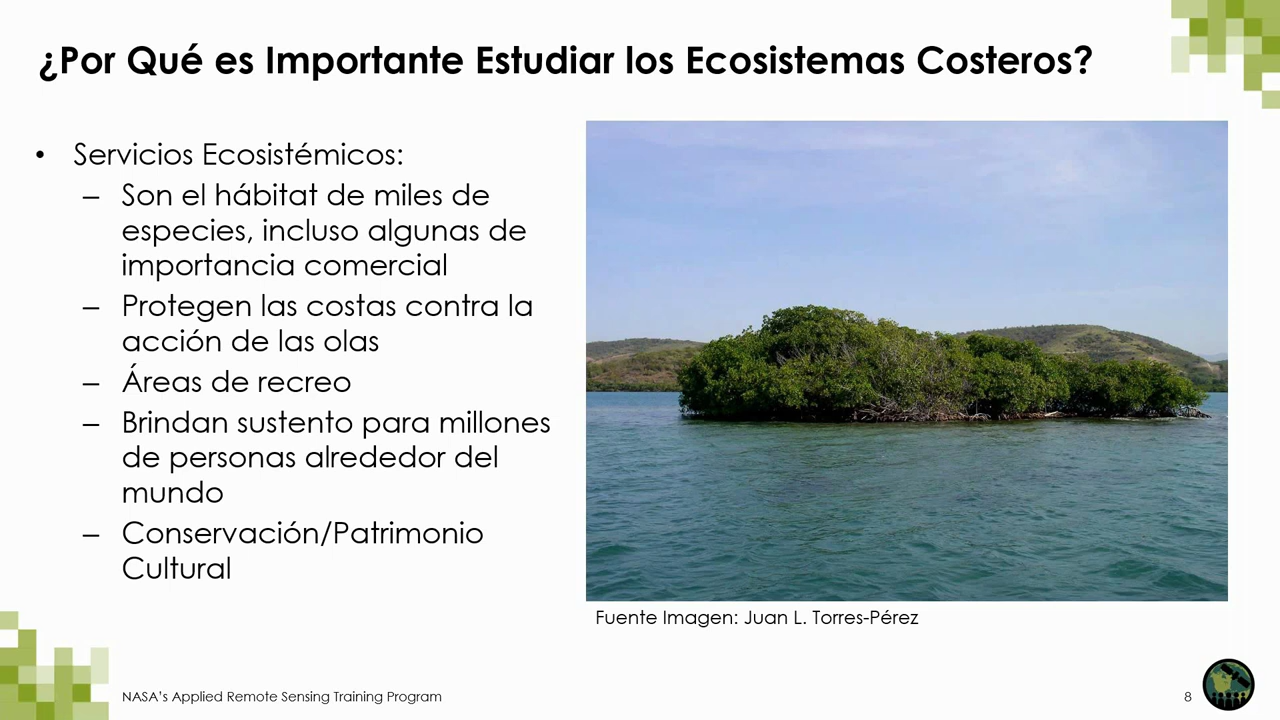 ¿Por Qué es Importante Estudiar los Ecosistemas Costeros?
• Servicios Ecosistémicos:
– Son el hábitat de miles de
especies, incluso algunas de
importancia comercial
– Protegen las costas contra la
acción de las olas
– Áreas de recreo
– Brindan sustento para millones
de personas alrededor del
mundo
– Conservación/Patrimonio
Cultural
Fuente Imagen: Juan L. Torres-Pérez
NASA's Applied Remote Sensing Training Program
8